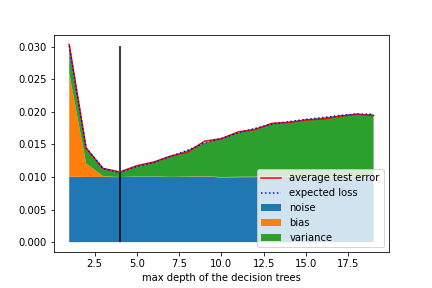 0.030
0.025
0.020
0.015
0.010
0.005
0.000
average test error
expected loss
noise
bias
variance
2.5 5.0 7.5 10.0 12.5 15.0 17.5
max depth of the decision trees